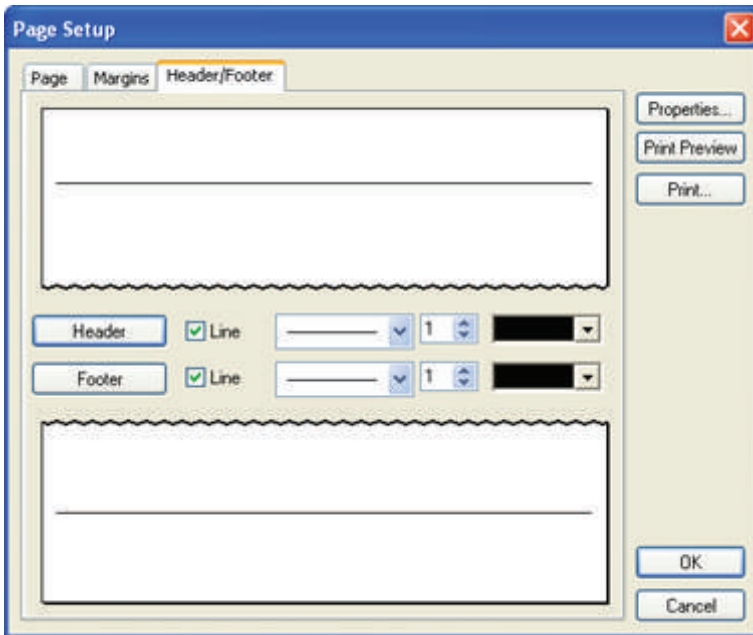 Page Setup
Page Margins Header/Footer
Properties...
Print Preview
Print...
Header Line 1
Footer Line 1
OK
Cancel